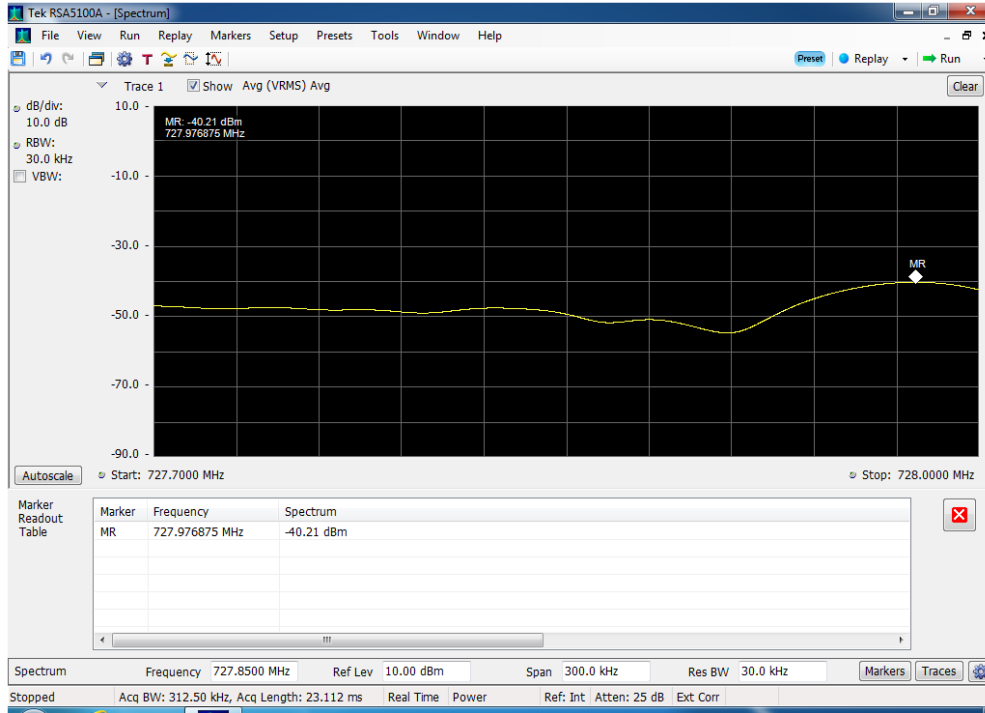 Tek RSA5100A - [Spectrum]
File View Run Replay Markers Setup Presets Tools Window Help
T Preset Replay Run
Trace 1 Show Avg (VRMS) Avg Clear
dB/div:
10.0 dB
RBW:
30.0 kHz
VBW:
10.0
-10.0
-30.0
-50.0
-70.0
-90.0
MR: -40.21 dBm
727.976875 MHz
MR
Autoscale Start: 727.7000 MHz Stop: 728.0000 MHz
Marker
Readout
Table
Marker Frequency Spectrum
MR 727.976875 MHz -40.21 dBm
Spectrum Frequency 727.8500 MHz Ref Lev 10.00 dBm Span 300.0 kHz Res BW 30.0 kHz Markers Traces
Stopped Acq BW: 312.50 kHz, Acq Length: 23.112 ms Real Time Power Ref: Int Atten: 25 dB Ext Corr